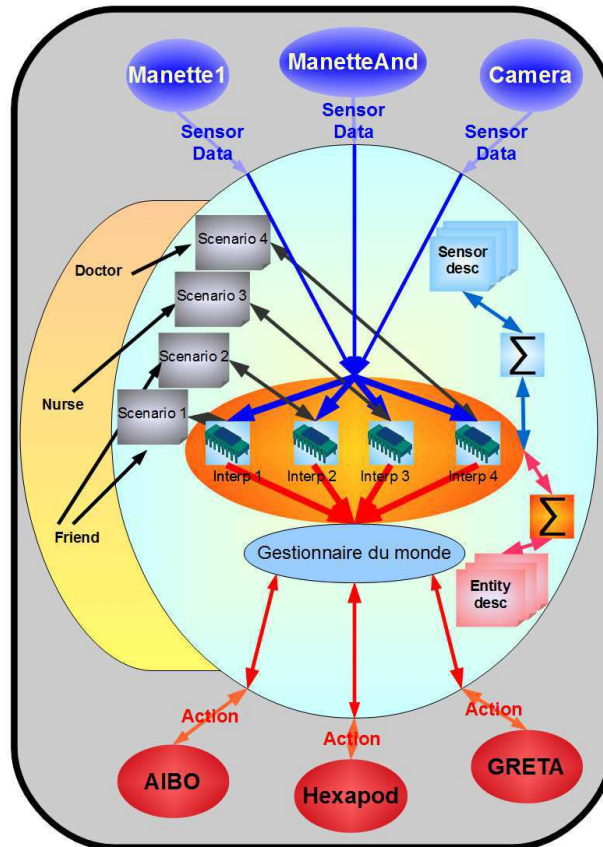 Manette1
ManetteAnd
Camera
Sensor
Data
Sensor
Data
Sensor
Data
Scenario 4
Sensor
desc
Doctor
Scenario 3
Scenario 2
Σ
Nurse
Scenario 1
Interp 1
Interp 2
Interp 3
Interp 4
Σ
Friend
Gestionnaire du monde
Entity
desc
Action
Action
Action
AIBO
Hexapod
GRETA